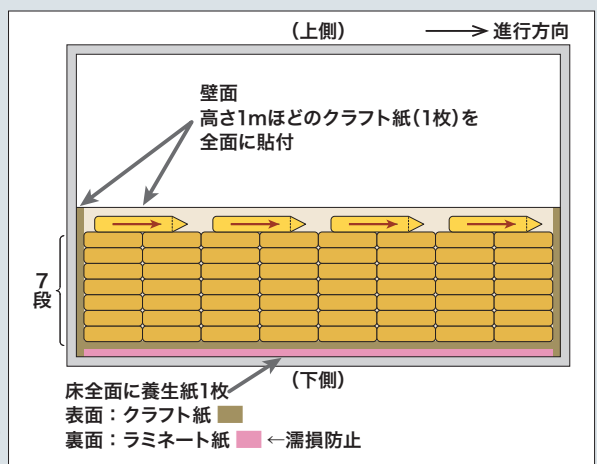 （上側）
進行方向
壁面
高さ1mほどのクラフト紙（1枚）を
全面に貼付
7段
（下側）
床全面に養生紙1枚
表面：クラフト紙
裏面：ラミネート紙 ←濡損防止